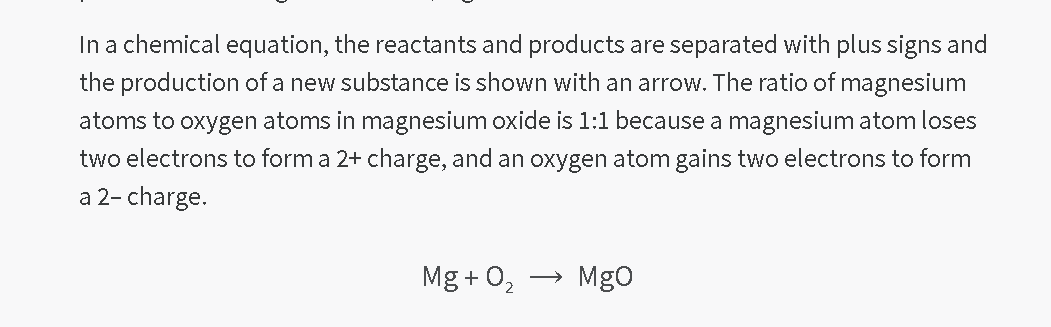 In a chemical equation, the reactants and products are separated with plus signs and
the production of a new substance is shown with an arrow. The ratio of magnesium
atoms to oxygen atoms in magnesium oxide is 1:1 because a magnesium atom loses
two electrons to form a 2+ charge, and an oxygen atom gains two electrons to form
a 2– charge.
Mg + O₂ ⟶ MgO